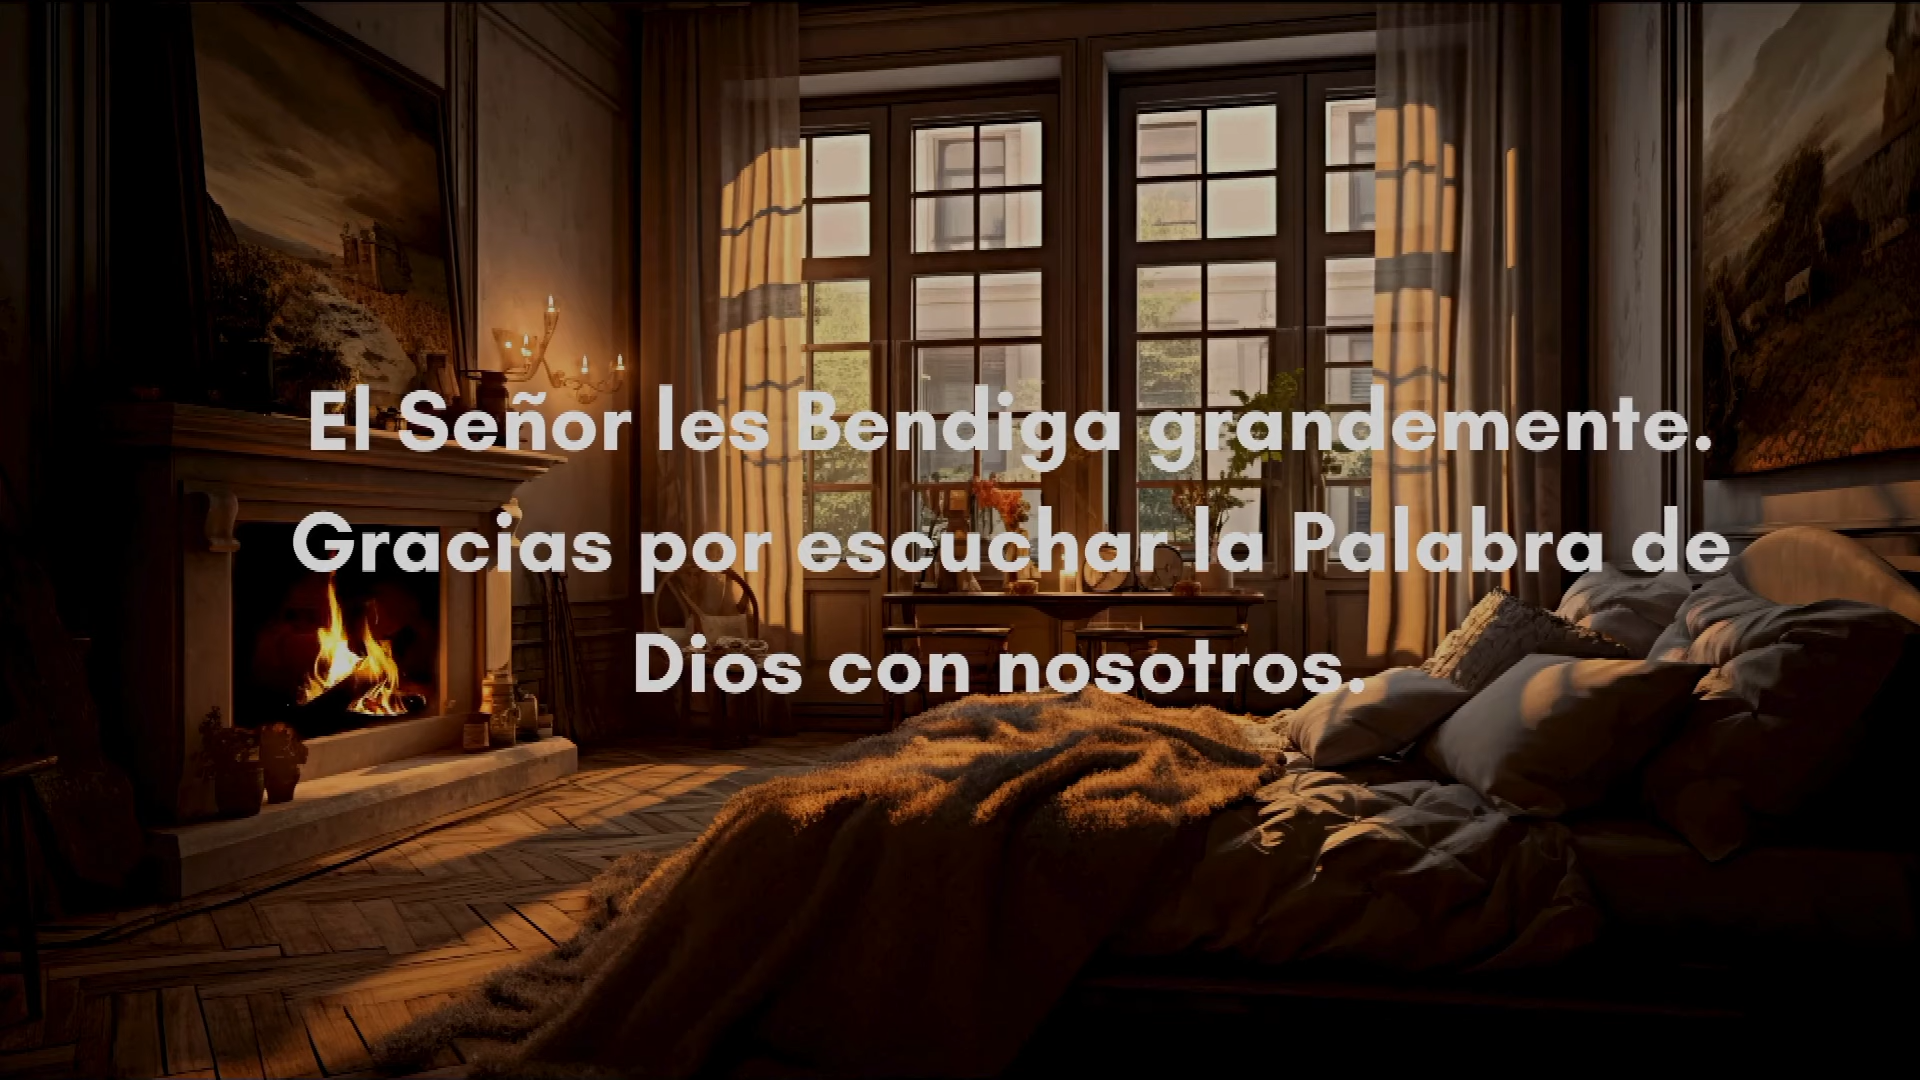 El Señor les Bendiga grandemente.
Gracias por escuchar la Palabra de
Dios con nosotros.